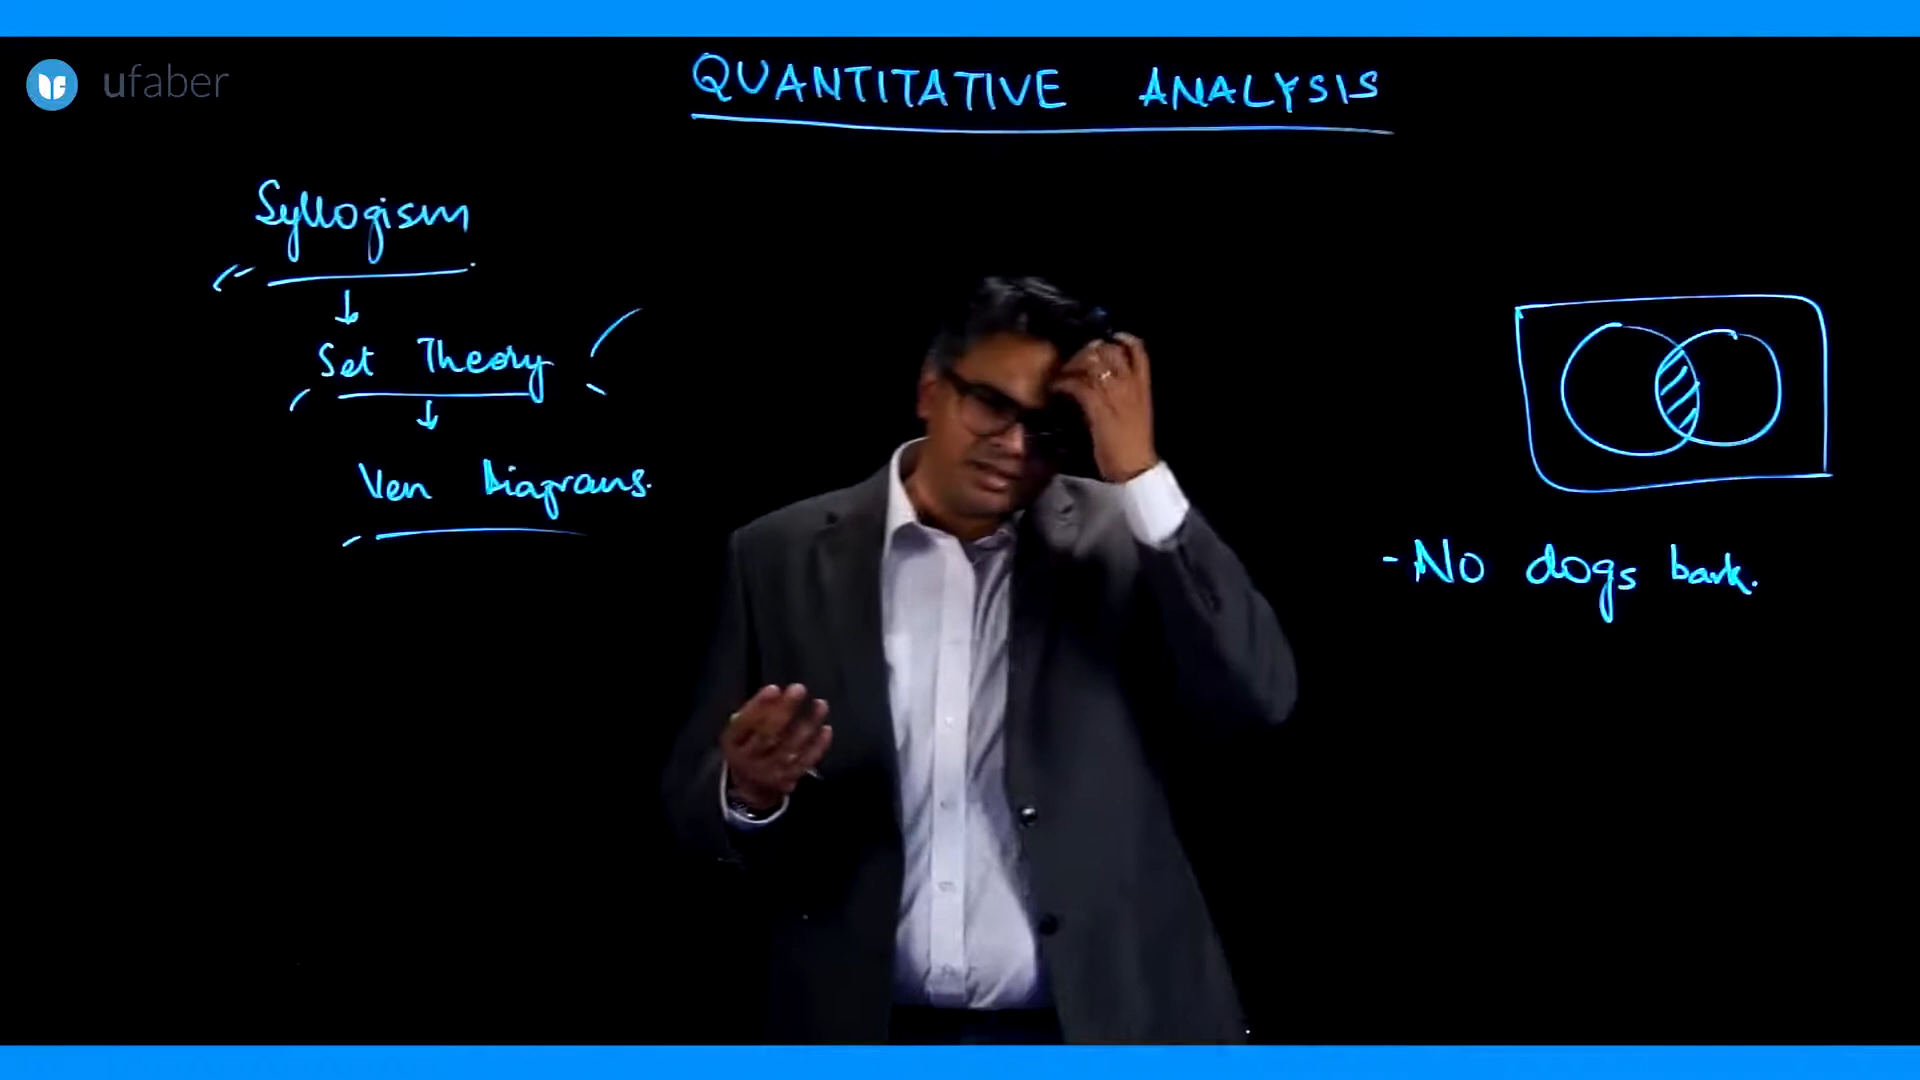 ufaber
QUANTITATIVE ANALYSIS
Syllogism
Set Theory
Ven Diagrams.
- No dogs bark.